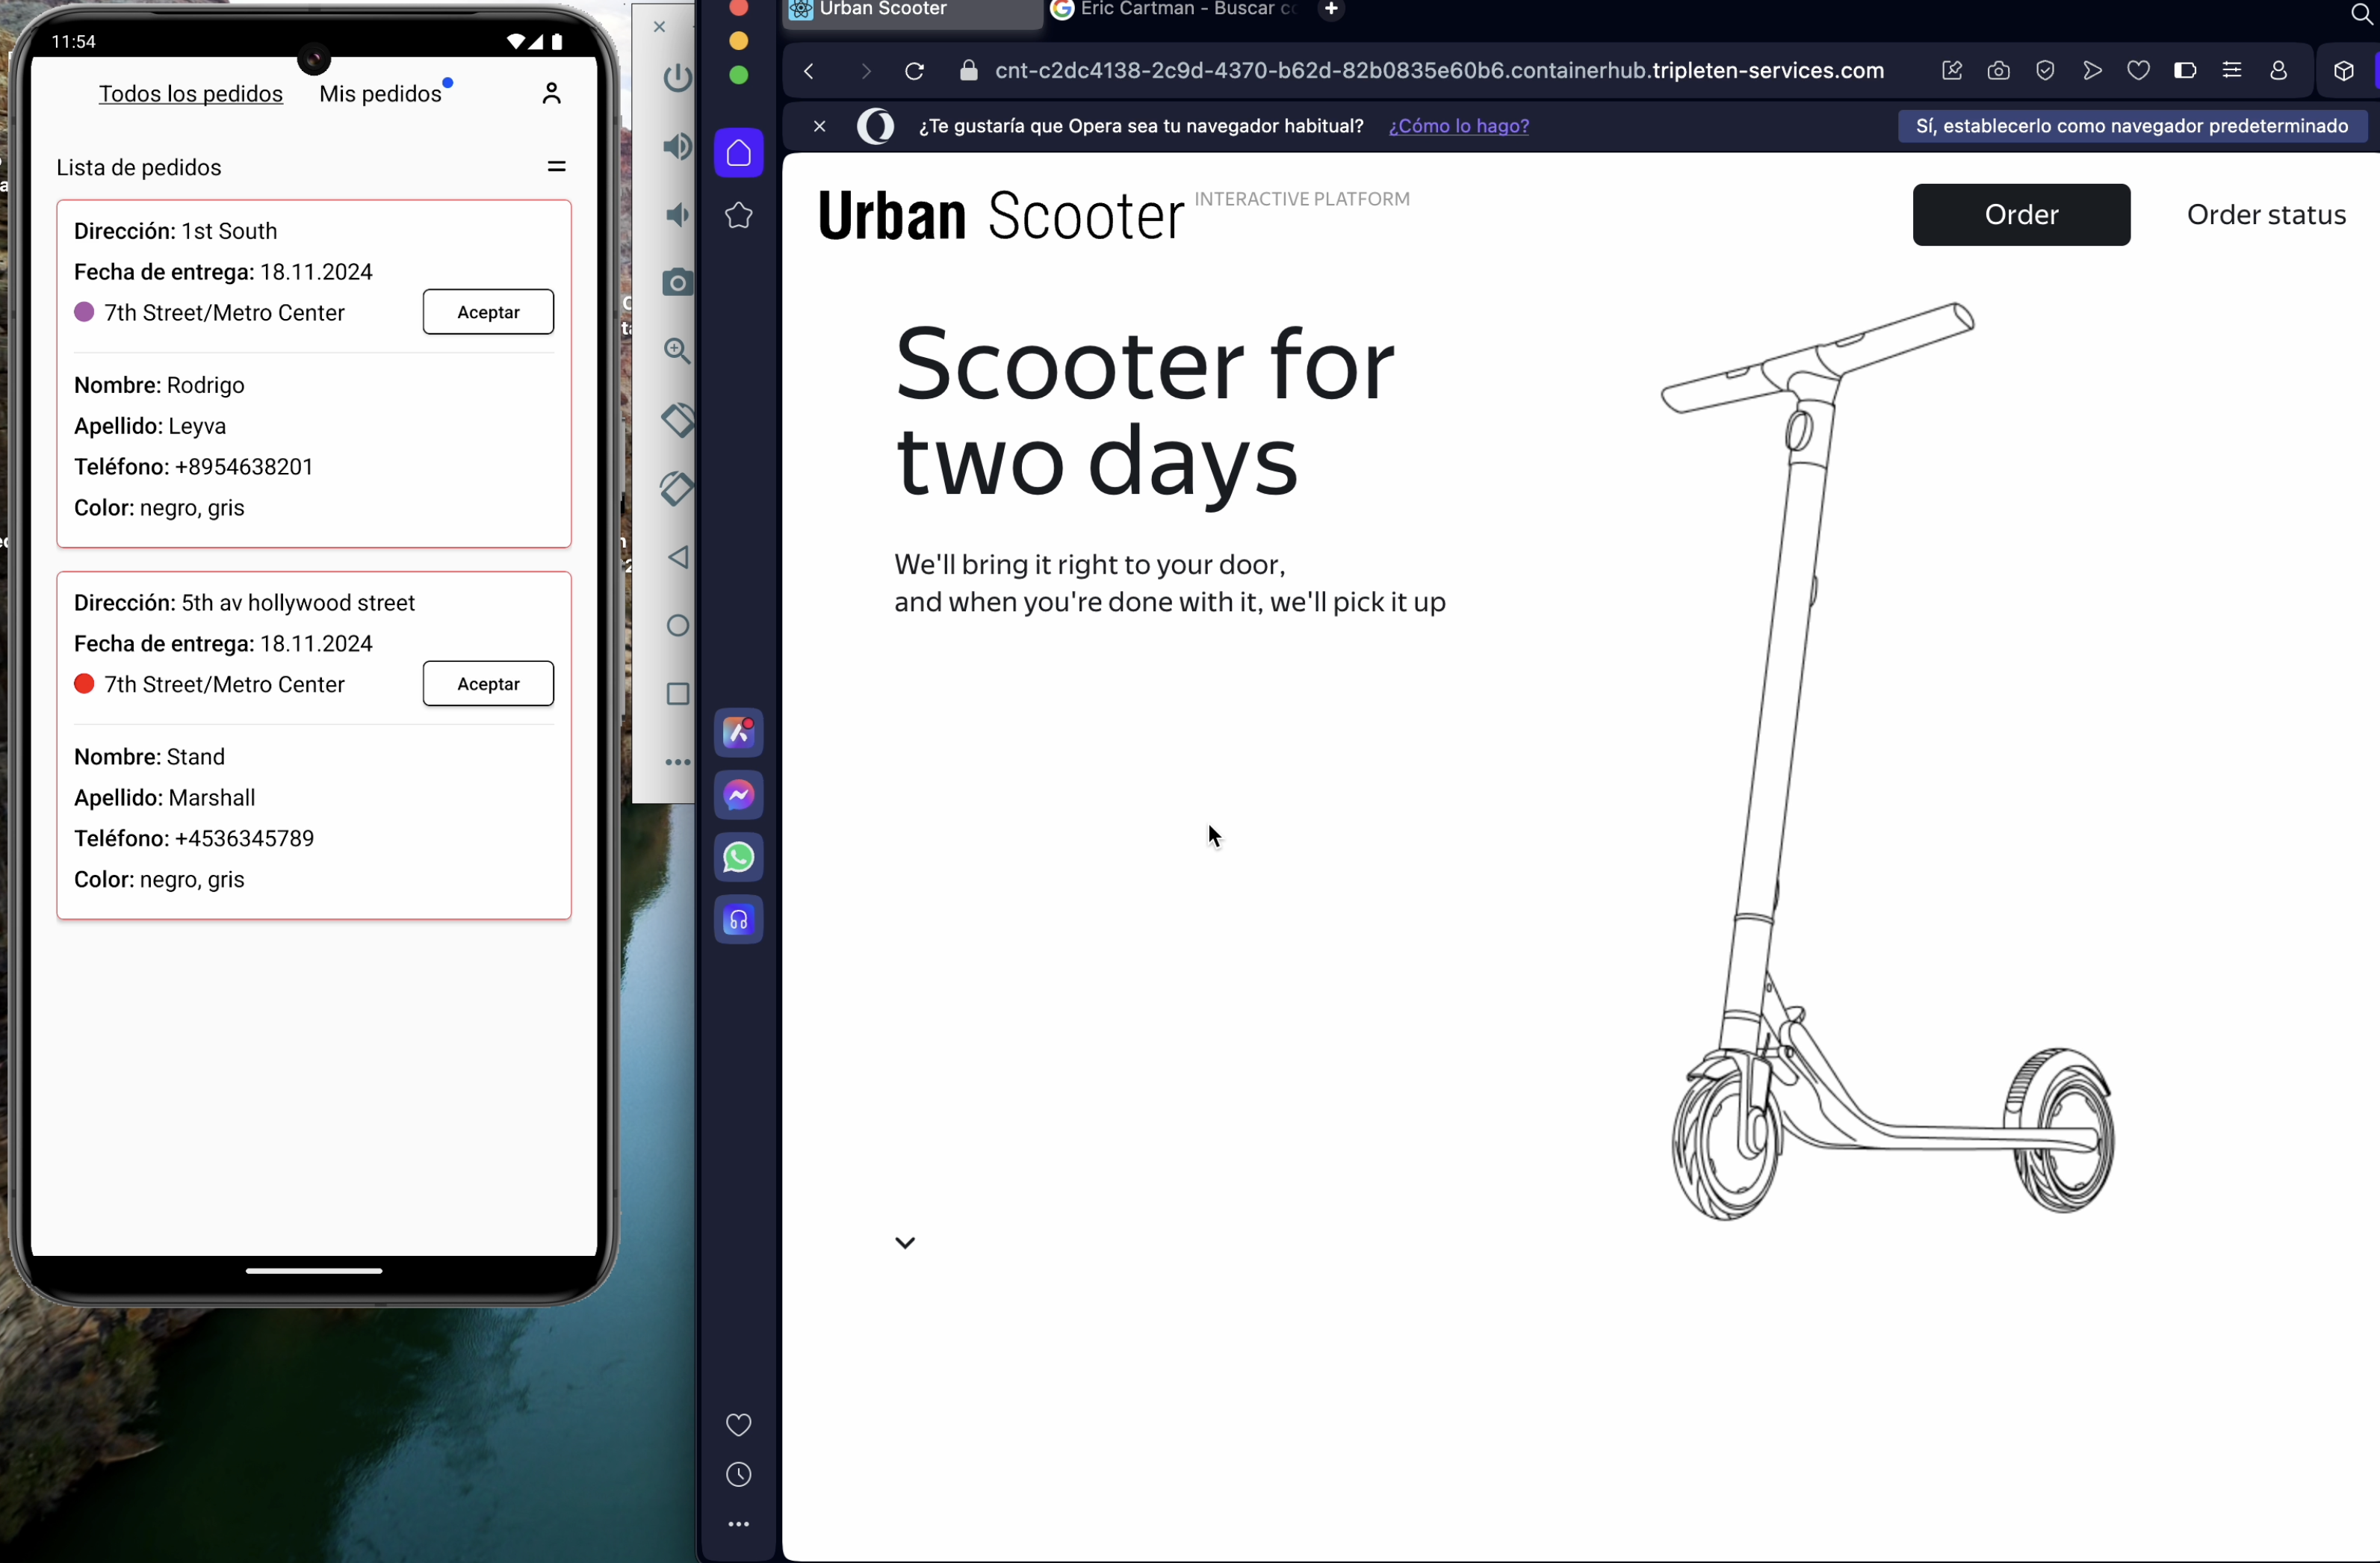 11:54
Todos los pedidos
Mis pedidos
Lista de pedidos
Dirección: 1st South
Fecha de entrega: 18.11.2024
7th Street/Metro Center
Aceptar
Nombre: Rodrigo
Apellido: Leyva
Teléfono: +8954638201
Color: negro, gris
Dirección: 5th av hollywood street
Fecha de entrega: 18.11.2024
7th Street/Metro Center
Aceptar
Nombre: Stand
Apellido: Marshall
Teléfono: +4536345789
Color: negro, gris
Urban Scooter
Eric Cartman - Buscar
cnt-c2dc4138-2c9d-4370-b62d-82b0835e60b6.containerhub.tripleten-services.com
¿Te gustaría que Opera sea tu navegador habitual?
¿Cómo lo hago?
Sí, establecerlo como navegador predeterminado
Urban Scooter
INTERACTIVE PLATFORM
Order
Order status
Scooter for
two days
We'll bring it right to your door,
and when you're done with it, we'll pick it up